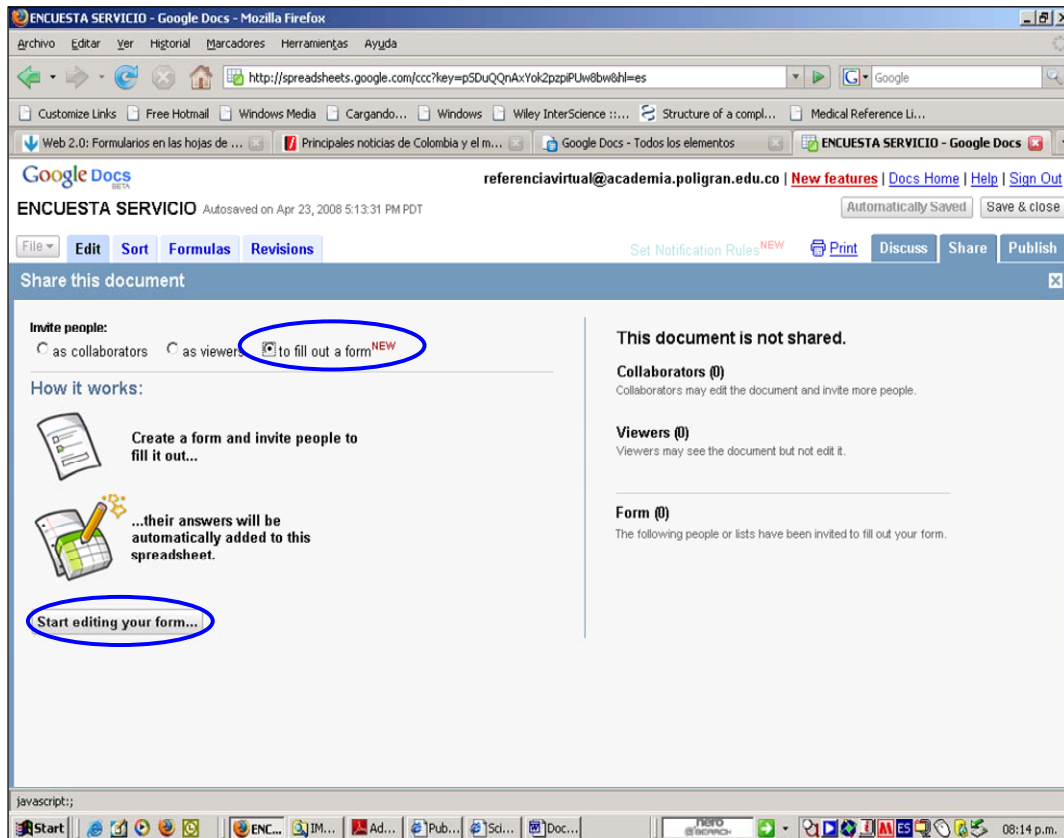 ENCUESTA SERVICIO - Google Docs - Mozilla Firefox
Archivo Editar Ver Historial Marcadores Herramientas Ayuda
http://spreadsheets.google.com/ccc?key=pSDuQQnAxYok2pzpiPUw8bw&hl=es
G Google
Customize Links Free Hotmail Windows Media Cargando... Windows Wiley InterScience ::... Structure of a compl... Medical Reference Li...
Web 2.0: Formularios en las hojas de ... Principales noticias de Colombia y el m... Google Docs - Todos los elementos ENCUESTA SERVICIO - Google Docs
Google Docs BETA
referenciavirtual@academia.poligran.edu.co | New features | Docs Home | Help | Sign Out
ENCUESTA SERVICIO Autosaved on Apr 23, 2008 5:13:31 PM PDT
Automatically Saved Save & close
File Edit Sort Formulas Revisions Set Notification Rules NEW Print Discuss Share Publish
Share this document
Invite people:
as collaborators as viewers to fill out a form NEW
How it works:
Create a form and invite people to
fill it out...
...their answers will be
automatically added to this
spreadsheet.
Start editing your form...
This document is not shared.
Collaborators (0)
Collaborators may edit the document and invite more people.
Viewers (0)
Viewers may see the document but not edit it.
Form (0)
The following people or lists have been invited to fill out your form.
javascript:;
Start ENC... IM... Ad... Pub... Sci... Doc... nero SEARCH ES 08:14 p.m.